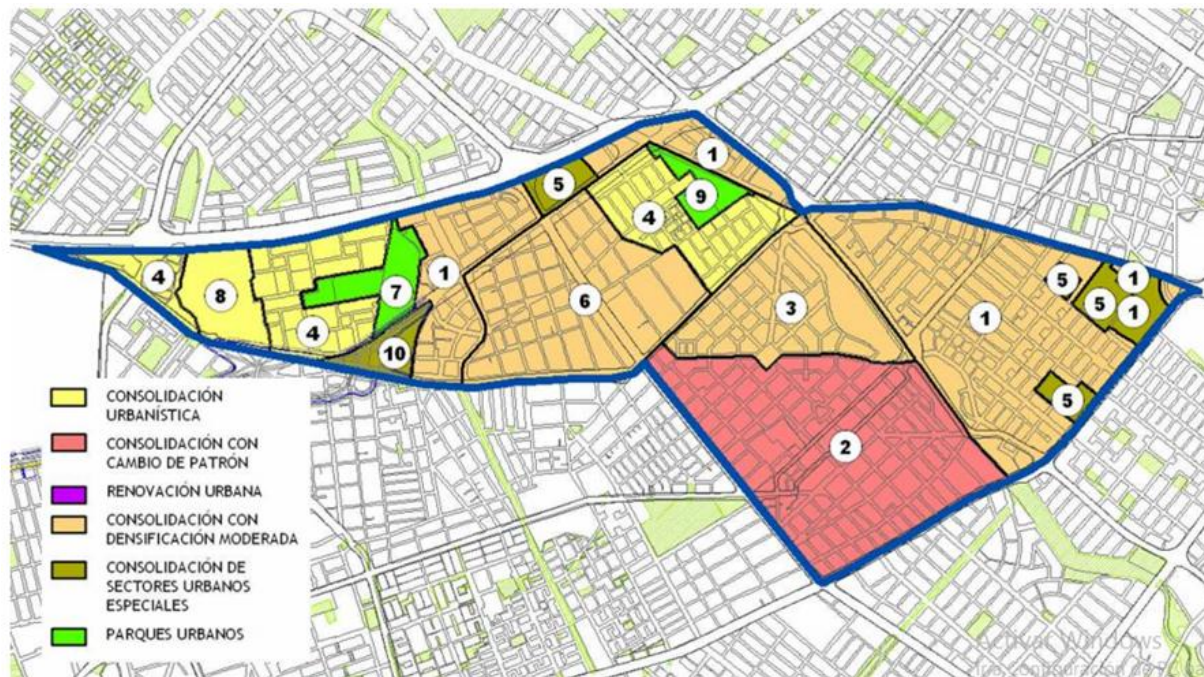 1
5
9
4
4
8
7
1
6
3
1
5
1
5
1
4
10
5
2
CONSOLIDACIÓN
URBANÍSTICA
CONSOLIDACIÓN CON
CAMBIO DE PATRÓN
RENOVACIÓN URBANA
CONSOLIDACIÓN CON
DENSIFICACIÓN MODERADA
CONSOLIDACIÓN DE
SECTORES URBANOS
ESPECIALES
PARQUES URBANOS
Activar Windows